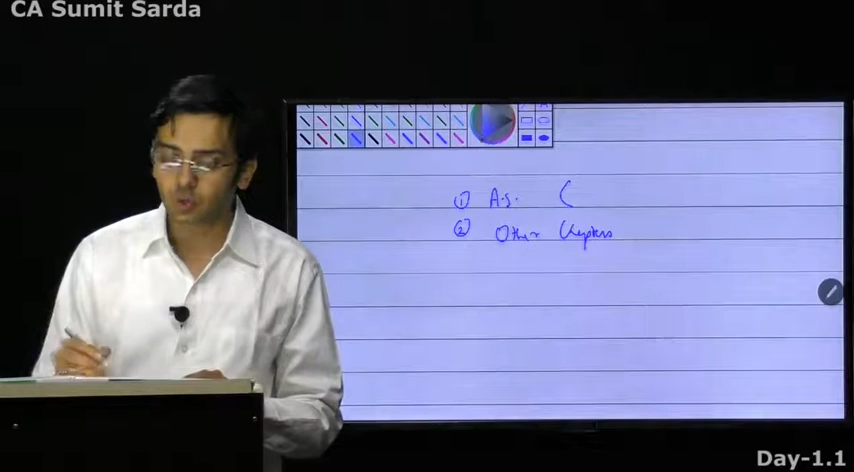 CA Sumit Sarda
① A.S. (
② Other Chapters
Day-1.1